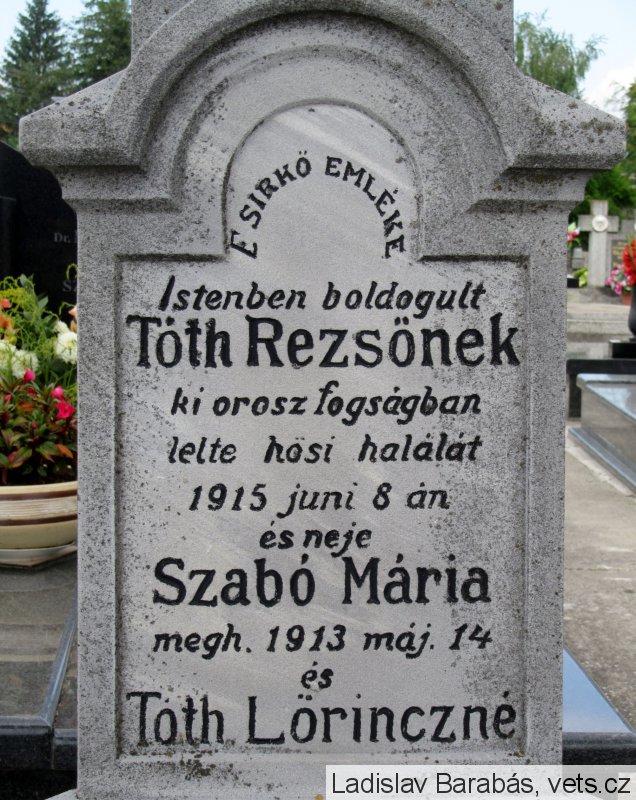 E SIRKŐ EMLÉKE
Istenben boldogult
Tóth Rezsőnek
ki orosz fogságban
lelte hősi halálát
1915 juni 8 án
és neje
Szabó Mária
megh. 1913 máj. 14
és
Tóth Lörinczné
Ladislav Barabás, vets.cz